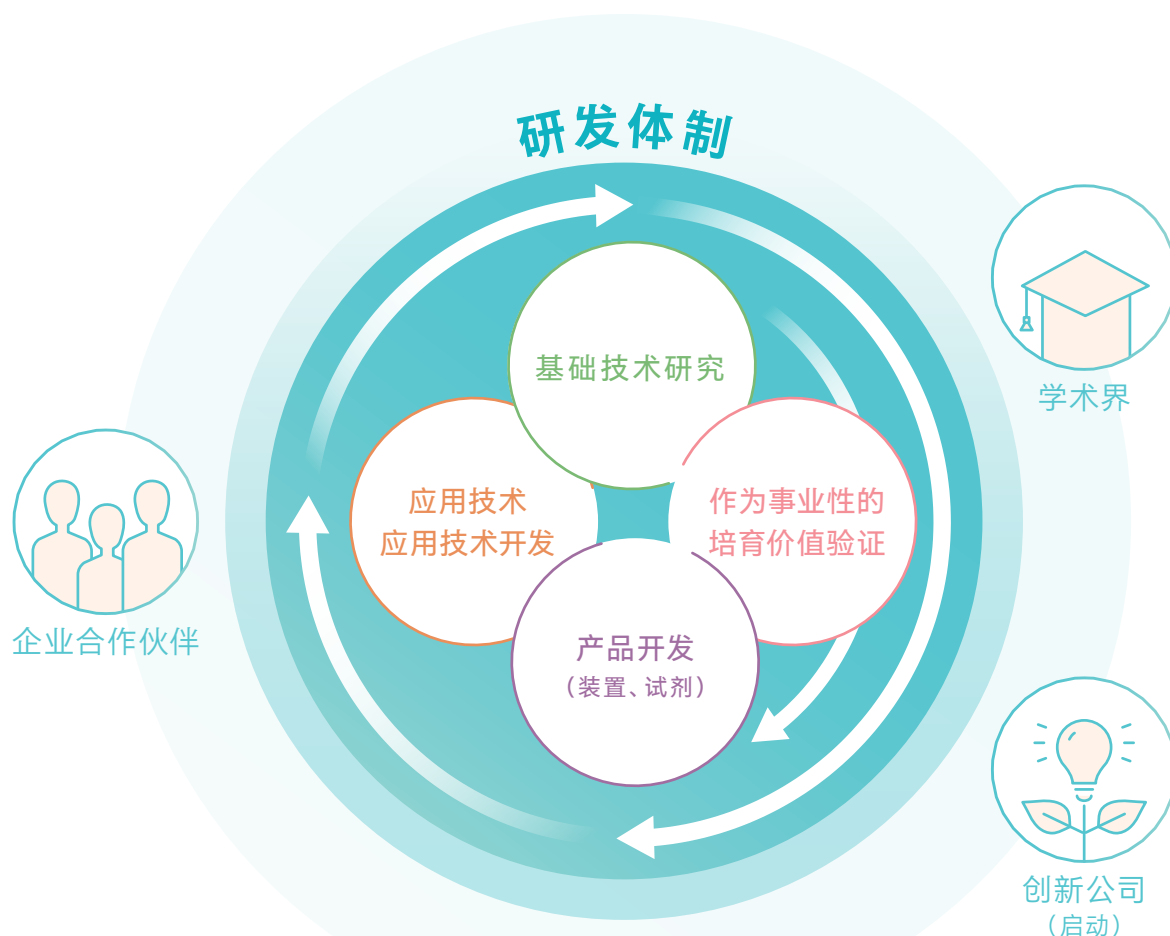 研发体制
基础技术研究
学术界
应用技术
应用技术开发
作为事业性的
培育价值验证
企业合作伙伴
产品开发
（装置、试剂）
创新公司
（启动）